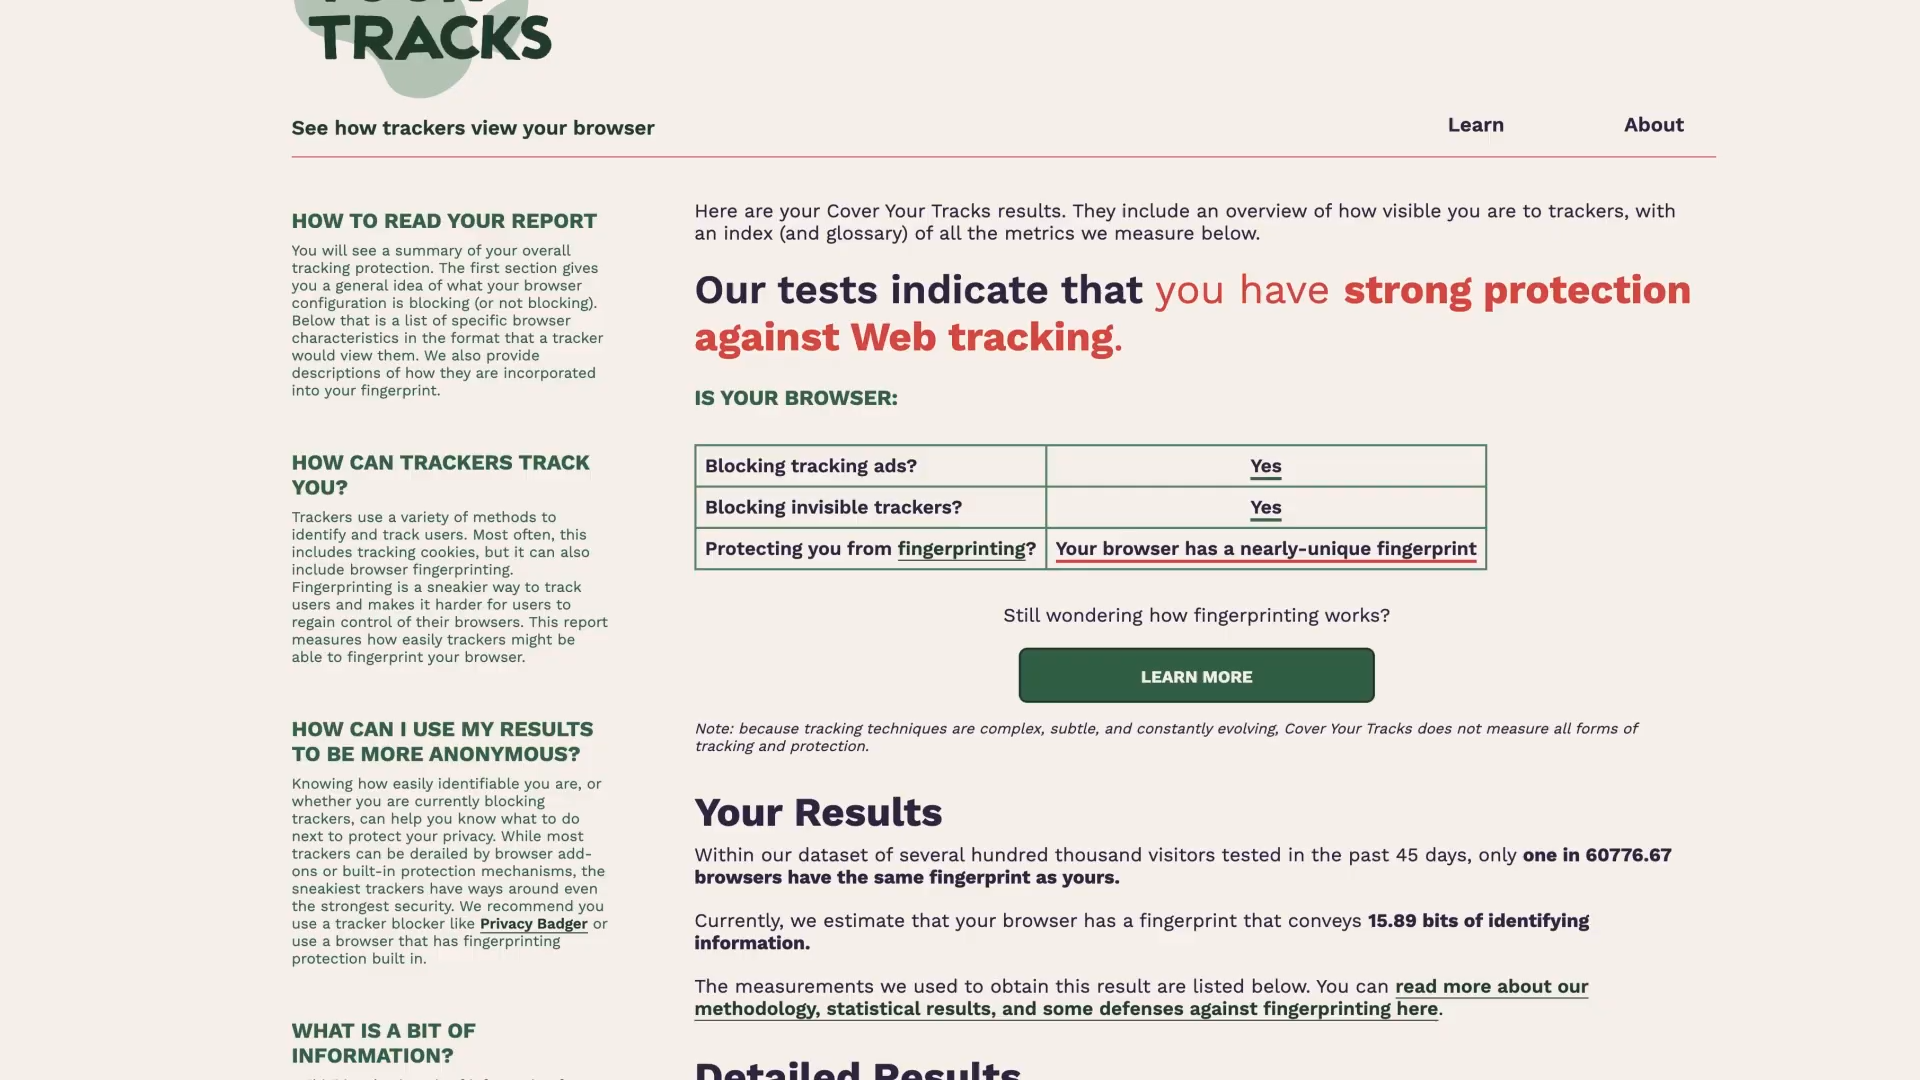 TRACKS
See how trackers view your browser
Learn
About
HOW TO READ YOUR REPORT
You will see a summary of your overall
tracking protection. The first section gives
you a general idea of what your browser
configuration is blocking (or not blocking).
Below that is a list of specific browser
characteristics in the format that a tracker
would view them. We also provide
descriptions of how they are incorporated
into your fingerprint.
HOW CAN TRACKERS TRACK
YOU?
Trackers use a variety of methods to
identify and track users. Most often, this
includes tracking cookies, but it can also
include browser fingerprinting.
Fingerprinting is a sneakier way to track
users and makes it harder for users to
regain control of their browsers. This report
measures how easily trackers might be
able to fingerprint your browser.
HOW CAN I USE MY RESULTS
TO BE MORE ANONYMOUS?
Knowing how easily identifiable you are, or
whether you are currently blocking
trackers, can help you know what to do
next to protect your privacy. While most
trackers can be derailed by browser add-
ons or built-in protection mechanisms, the
sneakiest trackers have ways around even
the strongest security. We recommend you
use a tracker blocker like Privacy Badger or
use a browser that has fingerprinting
protection built in.
WHAT IS A BIT OF
INFORMATION?
Here are your Cover Your Tracks results. They include an overview of how visible you are to trackers, with
an index (and glossary) of all the metrics we measure below.
Our tests indicate that you have strong protection
against Web tracking.
IS YOUR BROWSER:
Blocking tracking ads? Yes
Blocking invisible trackers? Yes
Protecting you from fingerprinting? Your browser has a nearly-unique fingerprint
Still wondering how fingerprinting works?
LEARN MORE
Note: because tracking techniques are complex, subtle, and constantly evolving, Cover Your Tracks does not measure all forms of
tracking and protection.
Your Results
Within our dataset of several hundred thousand visitors tested in the past 45 days, only one in 60776.67
browsers have the same fingerprint as yours.
Currently, we estimate that your browser has a fingerprint that conveys 15.89 bits of identifying
information.
The measurements we used to obtain this result are listed below. You can read more about our
methodology, statistical results, and some defenses against fingerprinting here.
Detailed Results